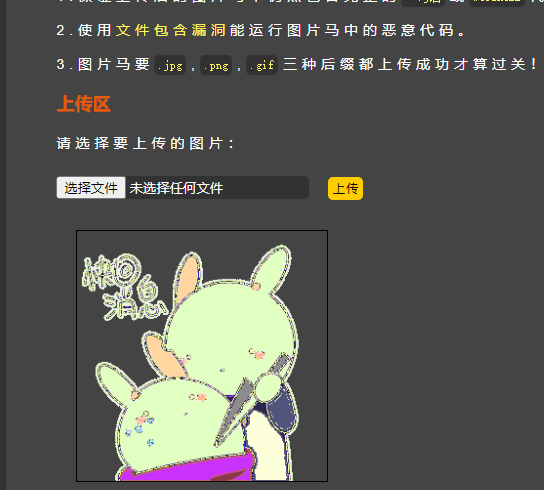 2.使用文件包含漏洞能运行图片马中的恶意代码。
3.图片马要 .jpg , .png , .gif 三种后缀都上传成功才算过关！
上传区
请选择要上传的图片：
选择文件 未选择任何文件 上传